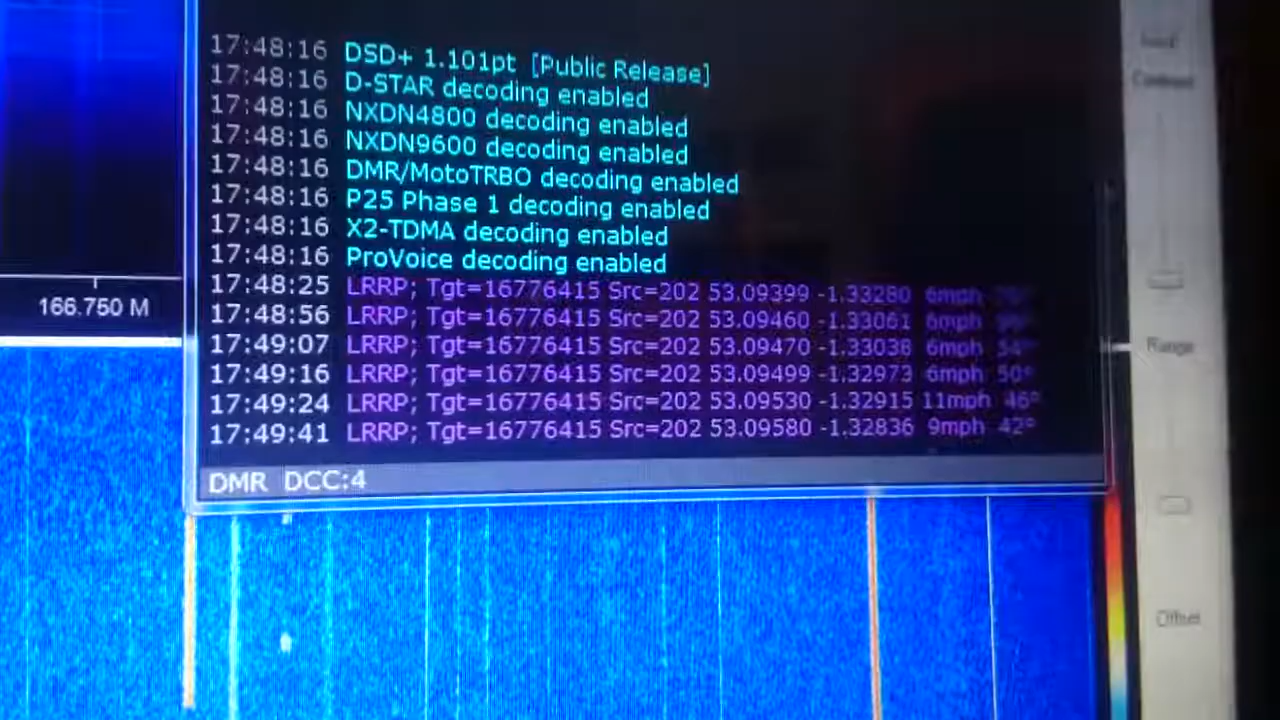 17:48:16 DSD+ 1.101pt [Public Release]
17:48:16 D-STAR decoding enabled
17:48:16 NXDN4800 decoding enabled
17:48:16 NXDN9600 decoding enabled
17:48:16 DMR/MotoTRBO decoding enabled
17:48:16 P25 Phase 1 decoding enabled
17:48:16 X2-TDMA decoding enabled
17:48:16 ProVoice decoding enabled
17:48:25 LRRP; Tgt=16776415 Src=202 53.09399 -1.33280 6mph
17:48:56 LRRP; Tgt=16776415 Src=202 53.09460 -1.33061 6mph
17:49:07 LRRP; Tgt=16776415 Src=202 53.09470 -1.33038 6mph 54°
17:49:16 LRRP; Tgt=16776415 Src=202 53.09499 -1.32973 6mph 50°
17:49:24 LRRP; Tgt=16776415 Src=202 53.09530 -1.32915 11mph 46°
17:49:41 LRRP; Tgt=16776415 Src=202 53.09580 -1.32836 9mph 42°
DMR DCC:4
166.750 M
Contrast
Range
Offset